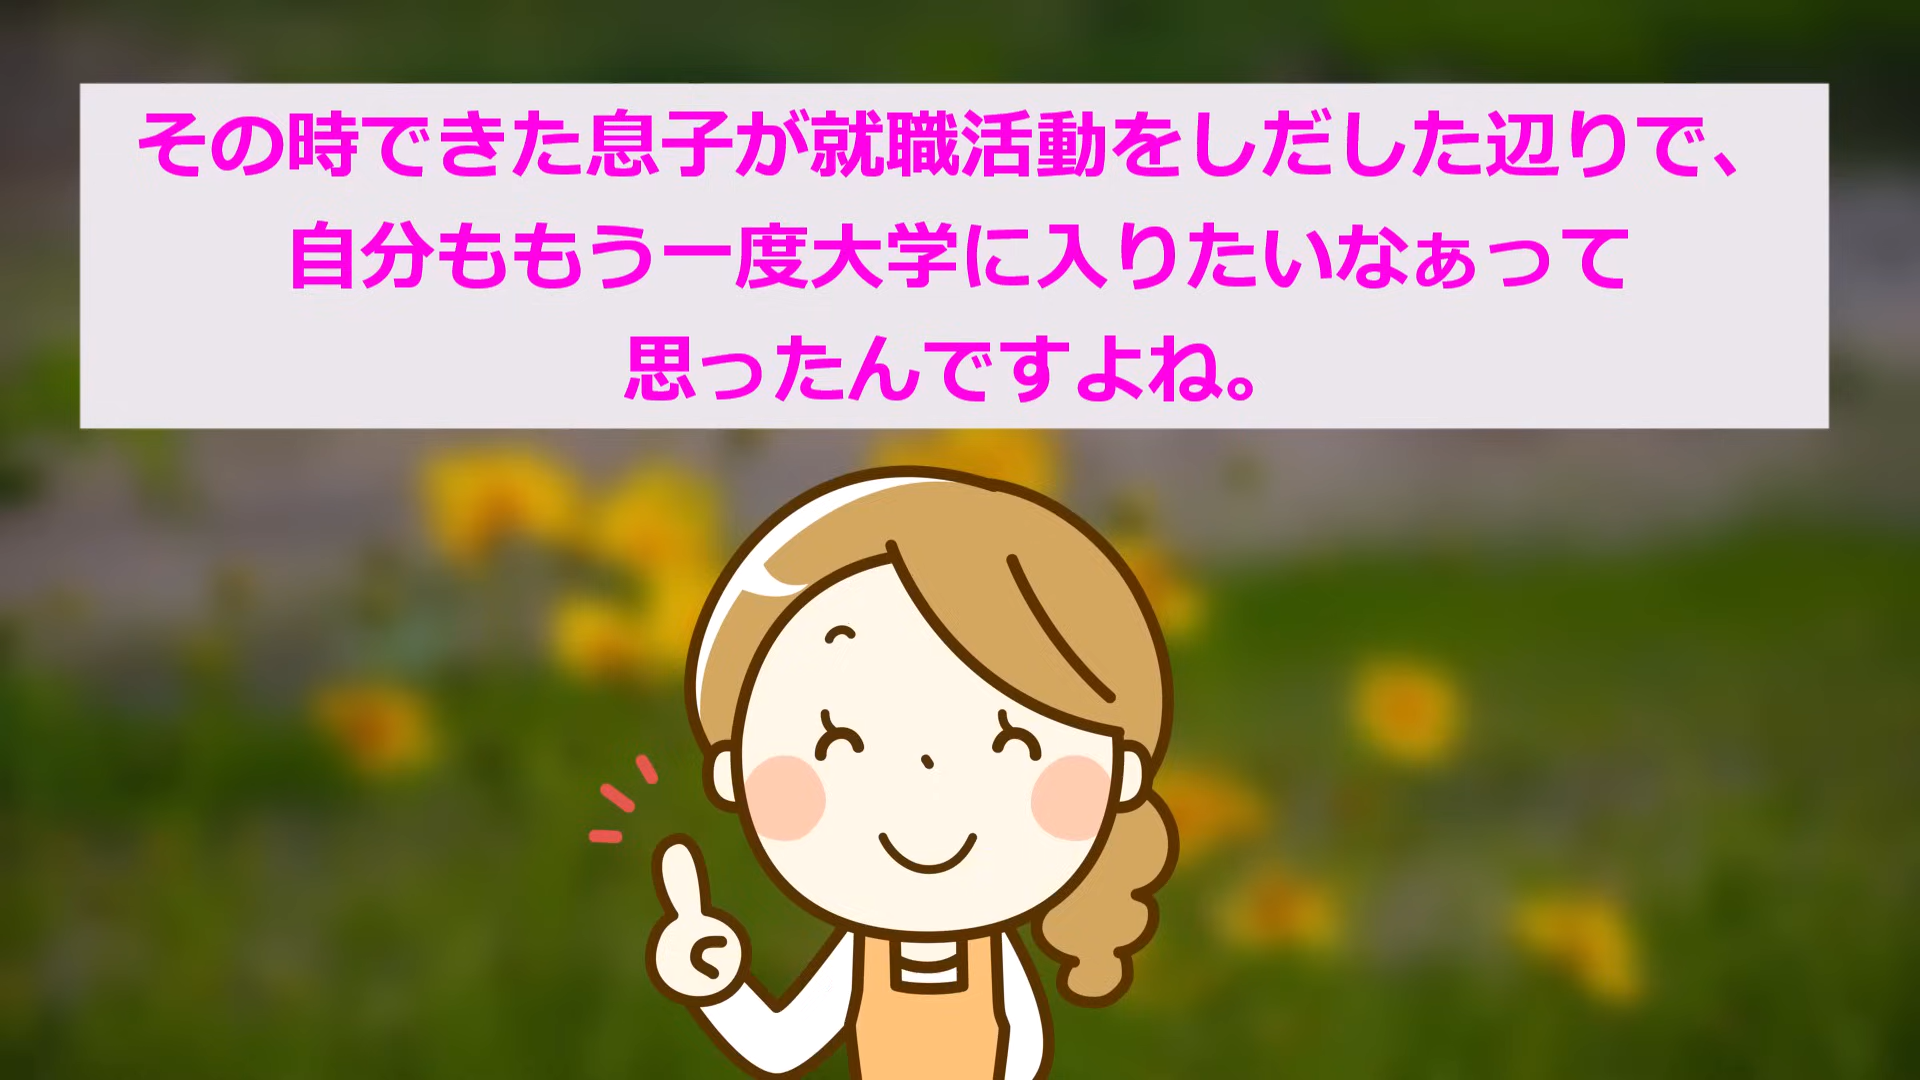 その時できた息子が就職活動をしだした辺りで、
自分ももう一度大学に入りたいなぁって
思ったんですよね。